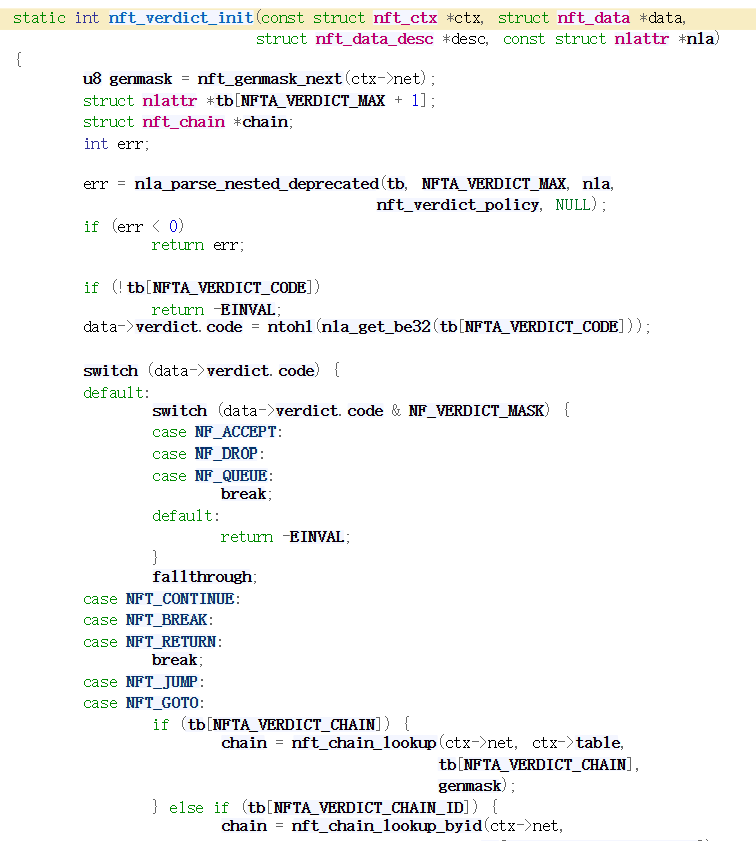 static int nft_verdict_init(const struct nft_ctx *ctx, struct nft_data *data,
struct nft_data_desc *desc, const struct nlattr *nla)
{
u8 genmask = nft_genmask_next(ctx->net);
struct nlattr *tb[NFTA_VERDICT_MAX + 1];
struct nft_chain *chain;
int err;
err = nla_parse_nested_deprecated(tb, NFTA_VERDICT_MAX, nla,
nft_verdict_policy, NULL);
if (err < 0)
return err;
if (!tb[NFTA_VERDICT_CODE])
return -EINVAL;
data->verdict.code = ntohl(nla_get_be32(tb[NFTA_VERDICT_CODE]));
switch (data->verdict.code) {
default:
switch (data->verdict.code & NF_VERDICT_MASK) {
case NF_ACCEPT:
case NF_DROP:
case NF_QUEUE:
break;
default:
return -EINVAL;
}
fallthrough;
case NFT_CONTINUE:
case NFT_BREAK:
case NFT_RETURN:
break;
case NFT_JUMP:
case NFT_GOTO:
if (tb[NFTA_VERDICT_CHAIN]) {
chain = nft_chain_lookup(ctx->net, ctx->table,
tb[NFTA_VERDICT_CHAIN],
genmask);
} else if (tb[NFTA_VERDICT_CHAIN_ID]) {
chain = nft_chain_lookup_byid(ctx->net,